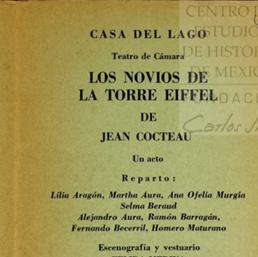 CENTRO
ESTUDIO
DE HISTOR
DE MEXIC
CASA DEL LAGO
Teatro de Cámara
LOS NOVIOS DE
LA TORRE EIFFEL
DE
JEAN COCTEAU
Un acto
Reparto:
Lilia Aragón, Martha Aura, Ana Ofelia Murgía
Selma Beraud
Alejandro Aura, Ramón Barragán,
Fernando Becerril, Homero Maturano
Escenografía y vestuario